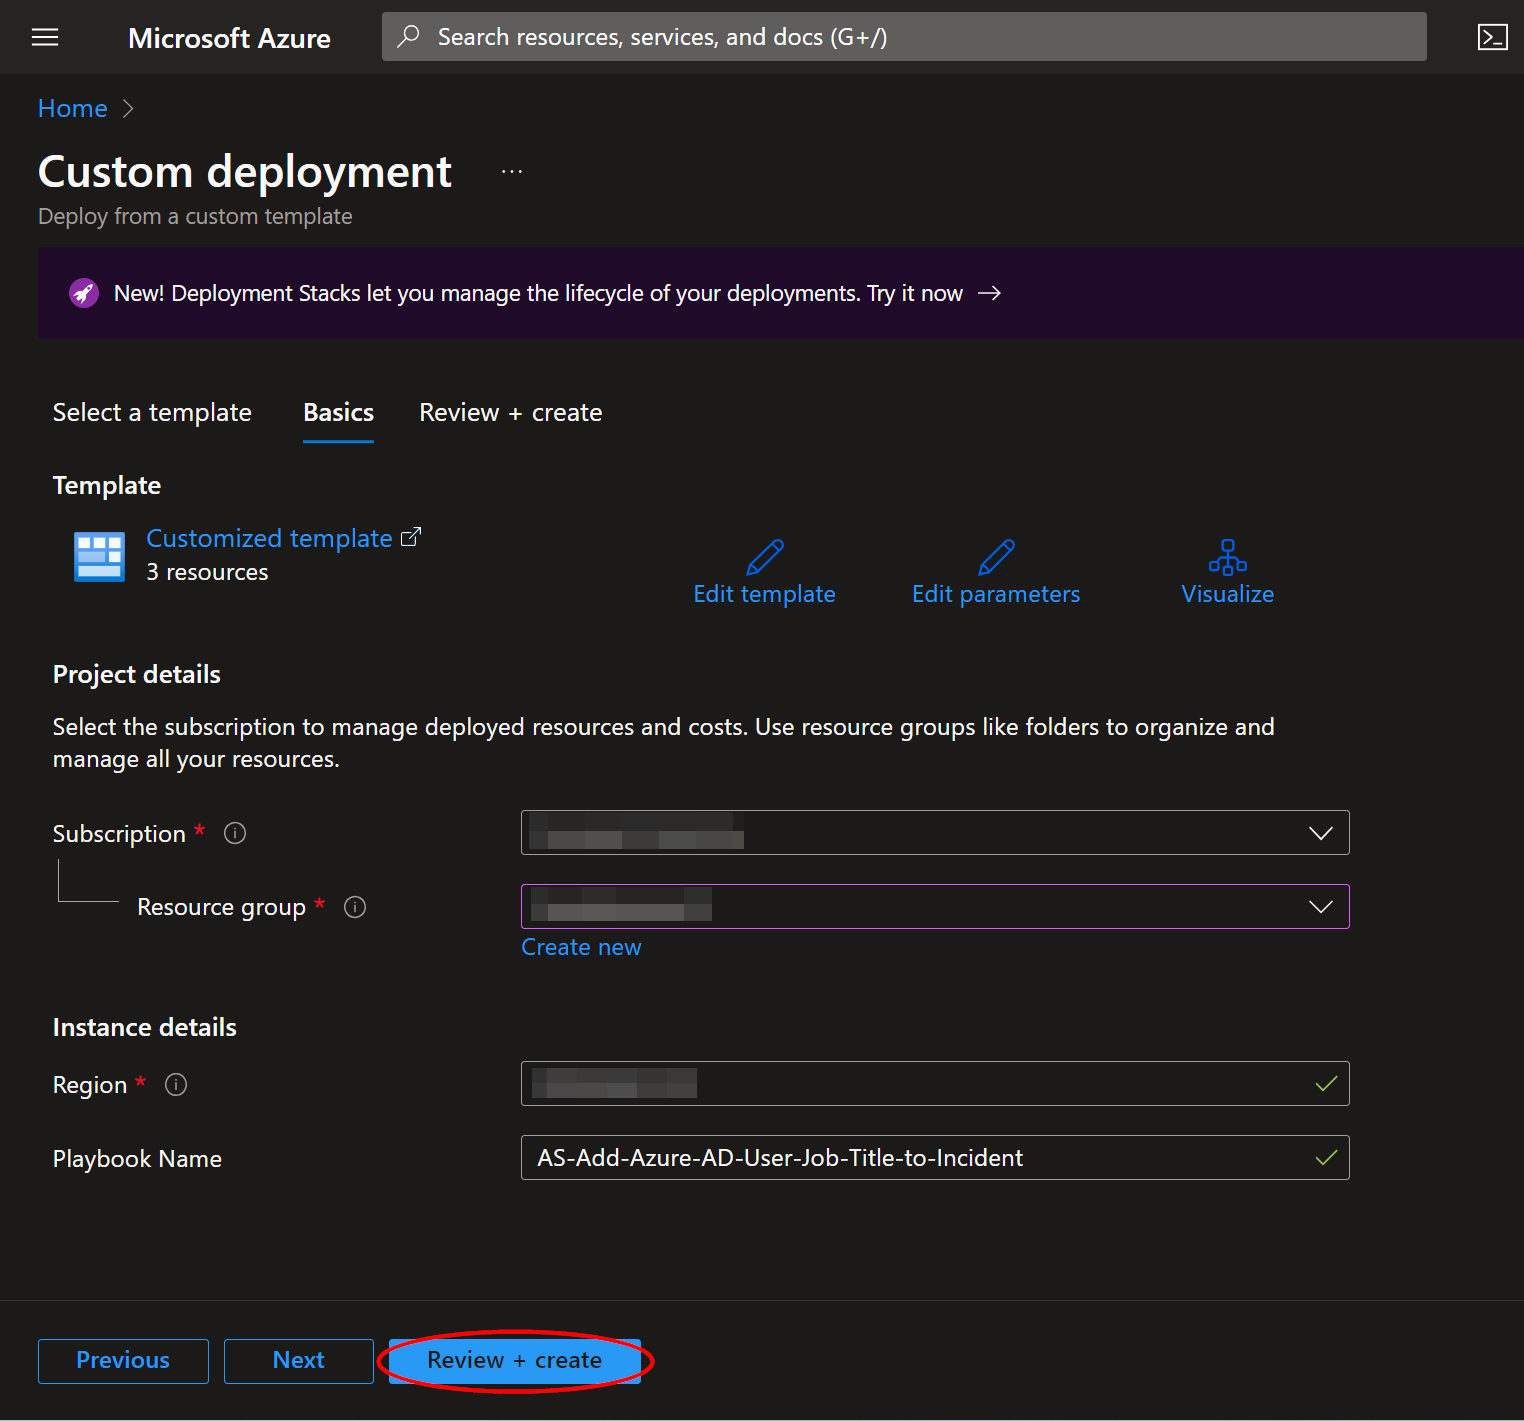 Microsoft Azure
Search resources, services, and docs (G+/)
Home
Custom deployment ...
Deploy from a custom template
New! Deployment Stacks let you manage the lifecycle of your deployments. Try it now →
Select a template Basics Review + create
Template
Customized template
3 resources
Edit template Edit parameters Visualize
Project details
Select the subscription to manage deployed resources and costs. Use resource groups like folders to organize and
manage all your resources.
Subscription *
Resource group *
Create new
Instance details
Region *
Playbook Name
AS-Add-Azure-AD-User-Job-Title-to-Incident
Previous Next Review + create